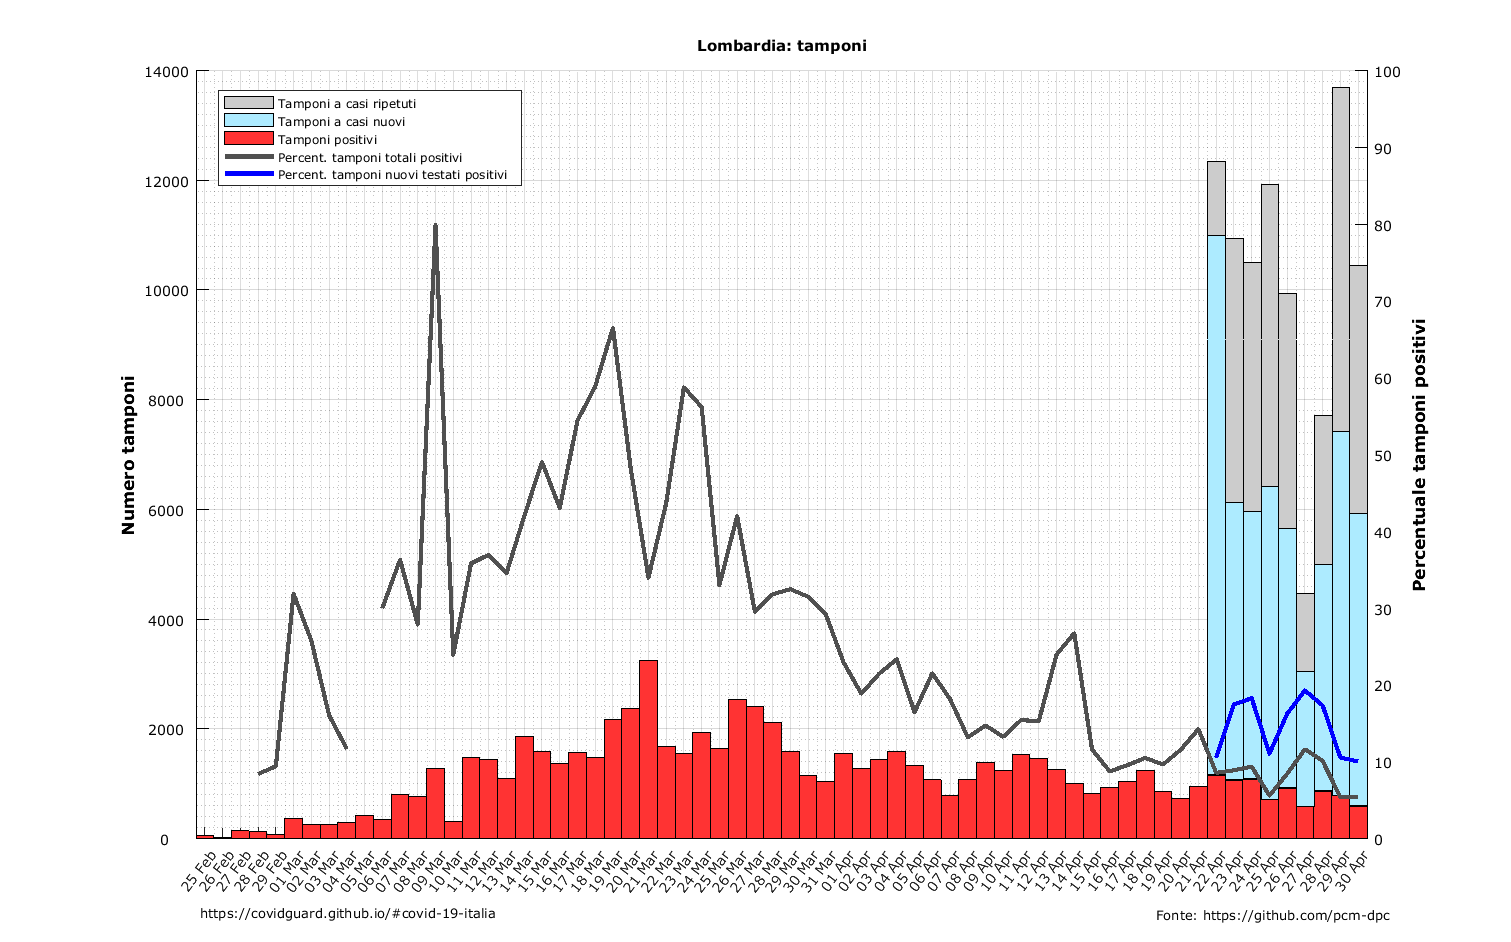 Lombardia: tamponi
Tamponi a casi ripetuti
Tamponi a casi nuovi
Tamponi positivi
Percent. tamponi totali positivi
Percent. tamponi nuovi testati positivi
Numero tamponi
14000
12000
10000
8000
6000
4000
2000
0
Percentuale tamponi positivi
100
90
80
70
60
50
40
30
20
10
0
25 Feb
26 Feb
27 Feb
28 Feb
29 Feb
01 Mar
02 Mar
03 Mar
04 Mar
05 Mar
06 Mar
07 Mar
08 Mar
09 Mar
10 Mar
11 Mar
12 Mar
13 Mar
14 Mar
15 Mar
16 Mar
17 Mar
18 Mar
19 Mar
20 Mar
21 Mar
22 Mar
23 Mar
24 Mar
25 Mar
26 Mar
27 Mar
28 Mar
29 Mar
30 Mar
31 Mar
01 Apr
02 Apr
03 Apr
04 Apr
05 Apr
06 Apr
07 Apr
08 Apr
09 Apr
10 Apr
11 Apr
12 Apr
13 Apr
14 Apr
15 Apr
16 Apr
17 Apr
18 Apr
19 Apr
20 Apr
21 Apr
22 Apr
23 Apr
24 Apr
25 Apr
26 Apr
27 Apr
28 Apr
29 Apr
30 Apr
https://covidguard.github.io/#covid-19-italia
Fonte: https://github.com/pcm-dpc